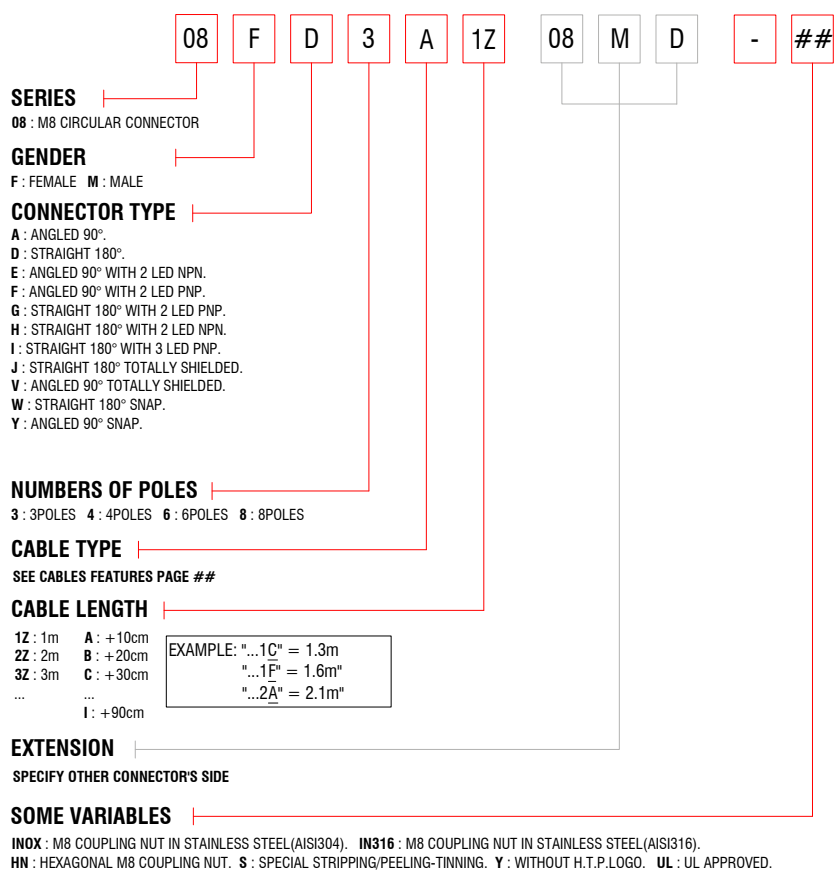 08 F D 3 A 1Z 08 M D - ##
SERIES
08 : M8 CIRCULAR CONNECTOR
GENDER
F : FEMALE M : MALE
CONNECTOR TYPE
A : ANGLED 90°.
D : STRAIGHT 180°.
E : ANGLED 90° WITH 2 LED NPN.
F : ANGLED 90° WITH 2 LED PNP.
G : STRAIGHT 180° WITH 2 LED PNP.
H : STRAIGHT 180° WITH 2 LED NPN.
I : STRAIGHT 180° WITH 3 LED PNP.
J : STRAIGHT 180° TOTALLY SHIELDED.
V : ANGLED 90° TOTALLY SHIELDED.
W : STRAIGHT 180° SNAP.
Y : ANGLED 90° SNAP.
NUMBERS OF POLES
3 : 3POLES 4 : 4POLES 6 : 6POLES 8 : 8POLES
CABLE TYPE
SEE CABLES FEATURES PAGE ##
CABLE LENGTH
1Z : 1m A : +10cm
2Z : 2m B : +20cm
3Z : 3m C : +30cm
... ...
I : +90cm
EXAMPLE: "...1C" = 1.3m
"...1F" = 1.6m"
"...2A" = 2.1m"
EXTENSION
SPECIFY OTHER CONNECTOR'S SIDE
SOME VARIABLES
INOX : M8 COUPLING NUT IN STAINLESS STEEL(AISI304). IN316 : M8 COUPLING NUT IN STAINLESS STEEL(AISI316).
HN : HEXAGONAL M8 COUPLING NUT. S : SPECIAL STRIPPING/PEELING-TINNING. Y : WITHOUT H.T.P.LOGO. UL : UL APPROVED.